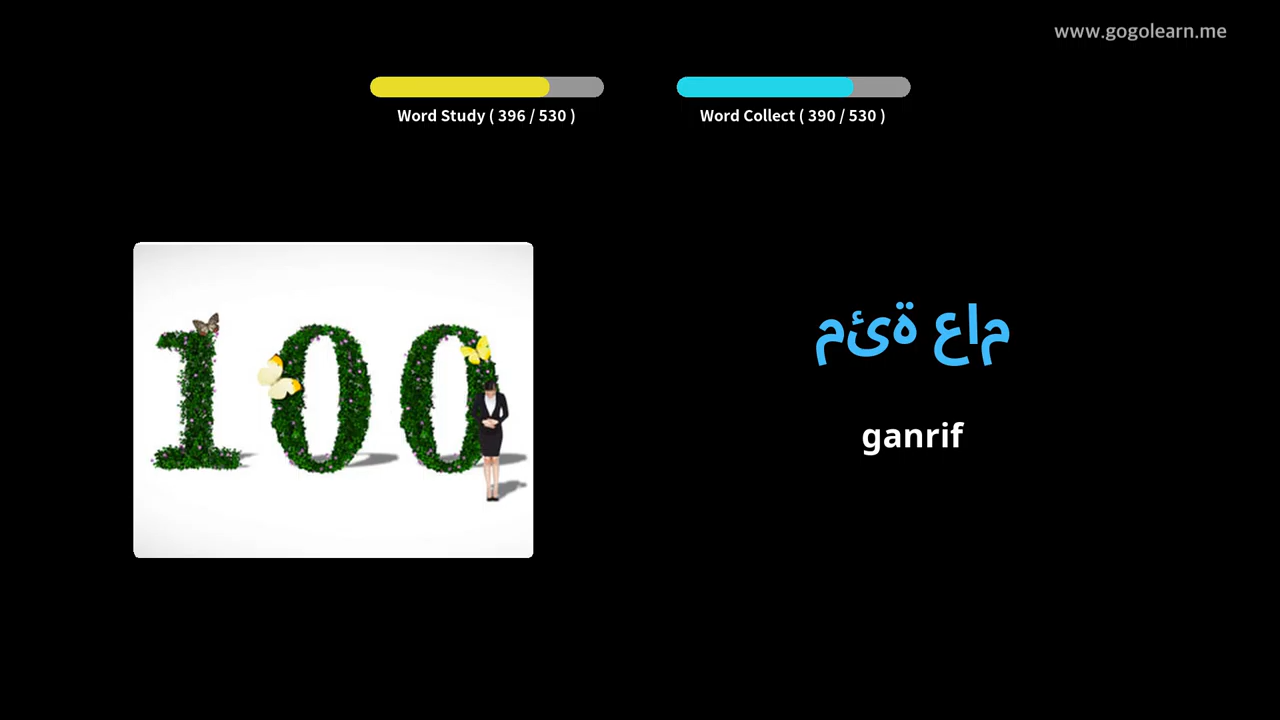 www.gogolearn.me
Word Study ( 396 / 530 )
Word Collect ( 390 / 530 )
مئة عام
ganrif